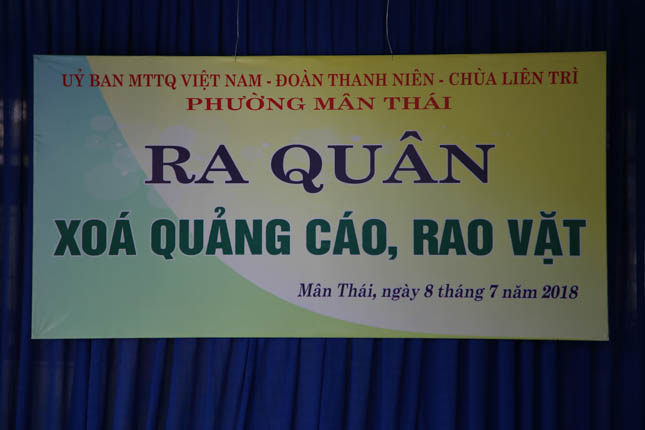 UỶ BAN MTTQ VIỆT NAM - ĐOÀN THANH NIÊN - CHÙA LIÊN TRÌ
PHƯỜNG MÂN THÁI
RA QUÂN
XOÁ QUẢNG CÁO, RAO VẶT
Mân Thái, ngày 8 tháng 7 năm 2018